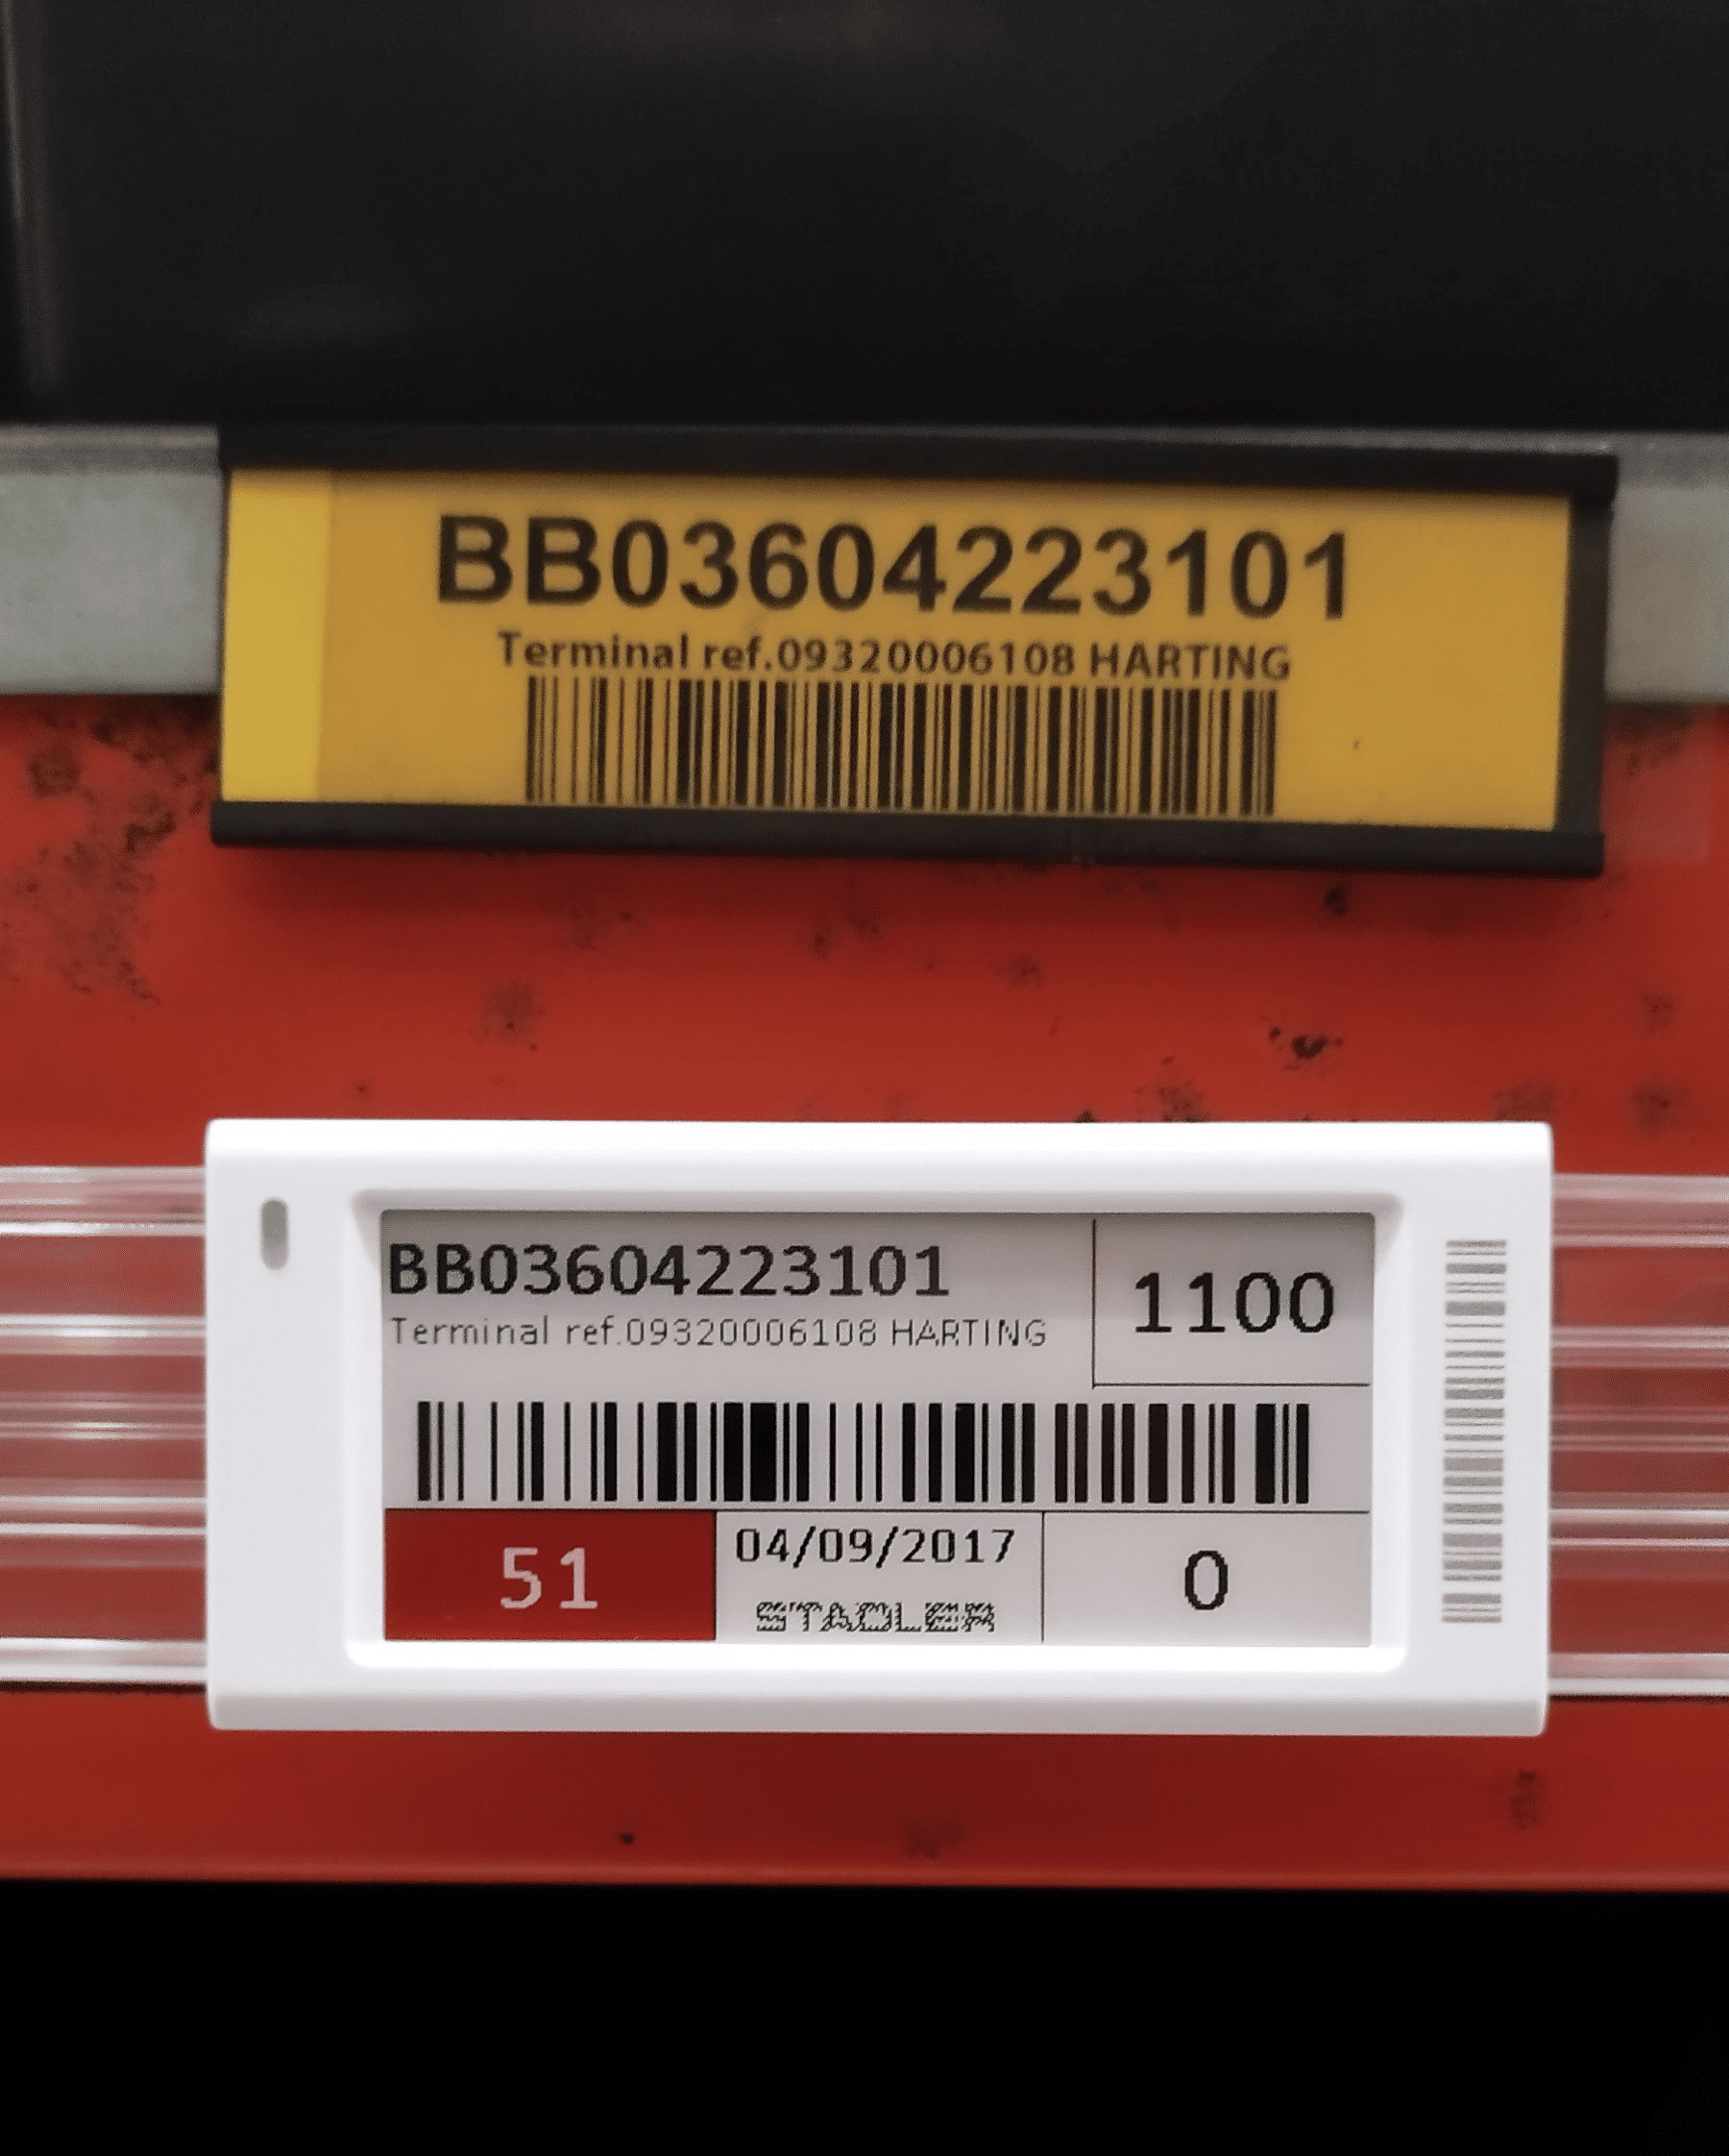 BB03604223101
Terminal ref.09320006108 HARTING
BB03604223101
1100
Terminal ref.09320006108 HARTING
51
04/09/2017
0
STADLER